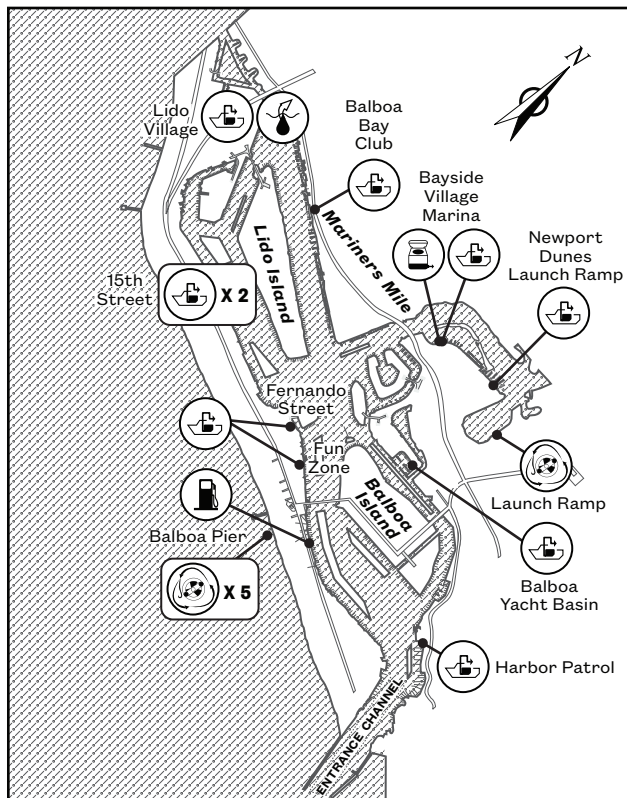 N
Lido
Village
Balboa
Bay
Club
Bayside
Village
Marina
Newport
Dunes
Launch Ramp
Mariners Mile
Lido Island
15th
Street
X 2
Fernando
Street
Fun
Zone
Balboa
Island
Launch Ramp
Balboa Pier
X 5
Balboa
Yacht Basin
Harbor Patrol
ENTRANCE CHANNEL